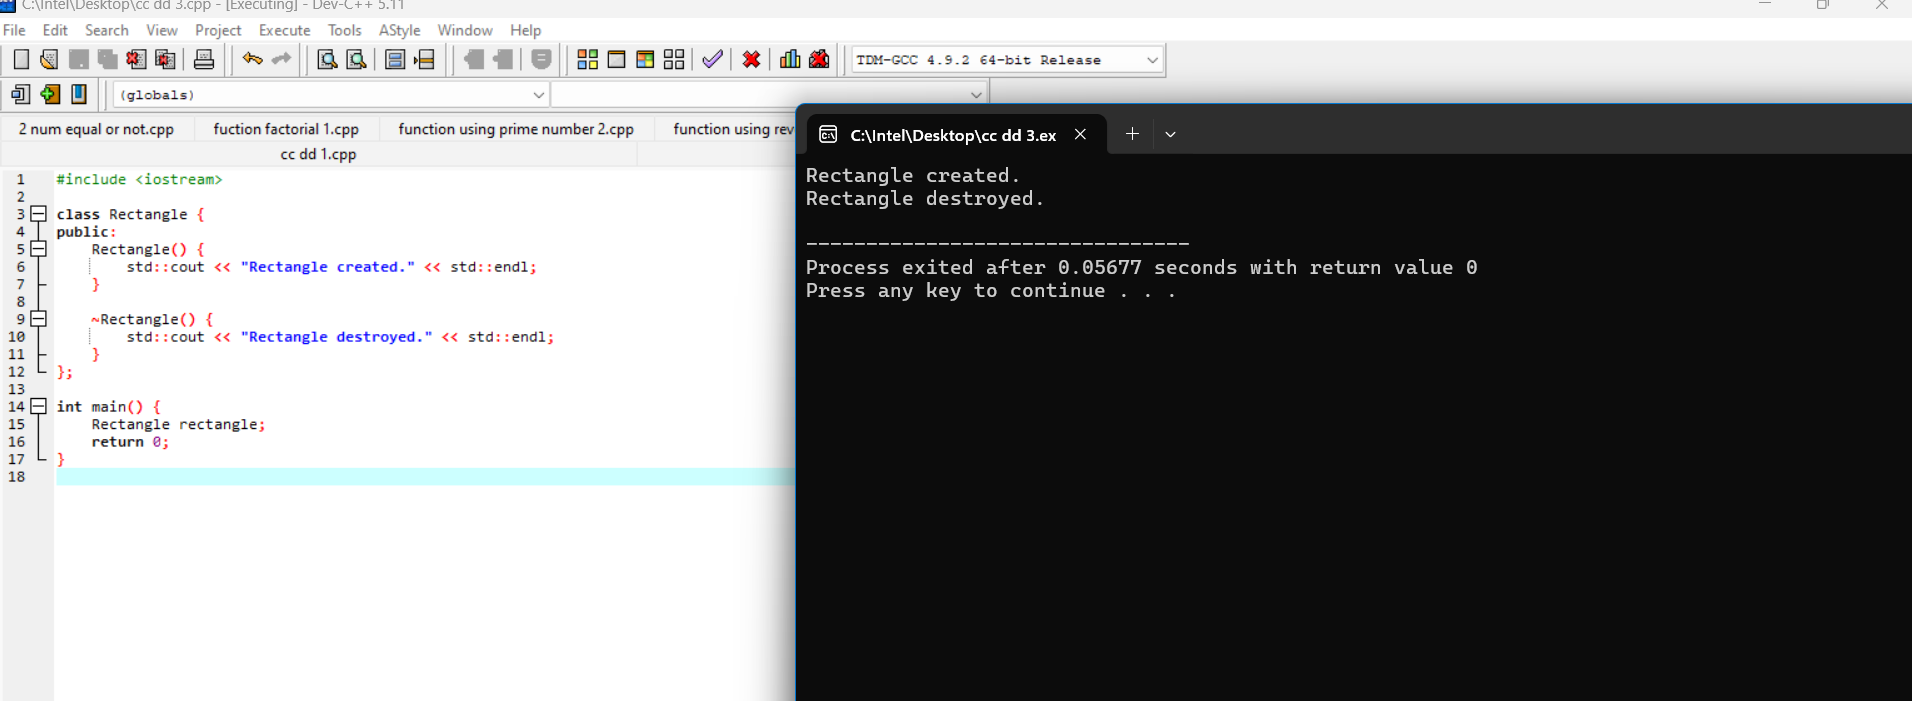 C:\Intel\Desktop\cc dd 3.cpp - [Executing] - Dev-C++ 5.11
File Edit Search View Project Execute Tools AStyle Window Help
TDM-GCC 4.9.2 64-bit Release
(globals)
2 num equal or not.cpp fuction factorial 1.cpp function using prime number 2.cpp function using rev
cc dd 1.cpp
1 #include <iostream>
2
3 class Rectangle {
4 public:
5 Rectangle() {
6 std::cout << "Rectangle created." << std::endl;
7 }
8
9 ~Rectangle() {
10 std::cout << "Rectangle destroyed." << std::endl;
11 }
12 };
13
14 int main() {
15 Rectangle rectangle;
16 return 0;
17 }
18
C:\Intel\Desktop\cc dd 3.ex
Rectangle created.
Rectangle destroyed.
--------------------------------
Process exited after 0.05677 seconds with return value 0
Press any key to continue . . .